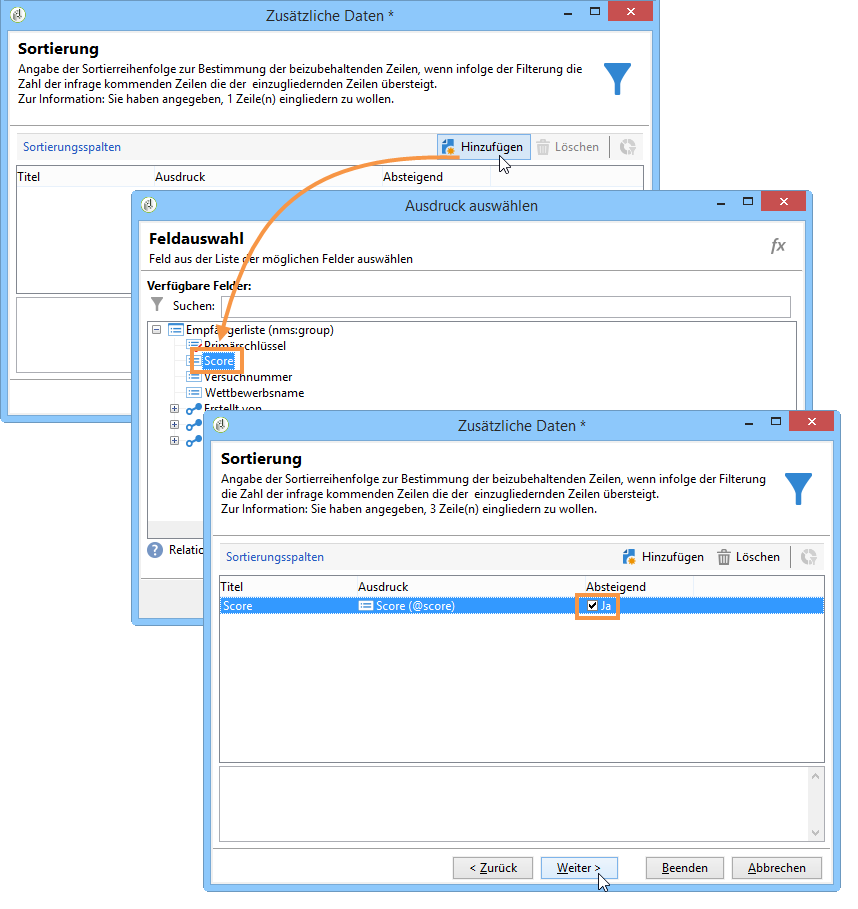 Zusätzliche Daten *
Sortierung
Angabe der Sortierreihenfolge zur Bestimmung der beizubehaltenden Zeilen, wenn infolge der Filterung die
Zahl der infrage kommenden Zeilen die der einzugliedernden Zeilen übersteigt.
Zur Information: Sie haben angegeben, 1 Zeile(n) eingliedern zu wollen.
Sortierungsspalten
Hinzufügen
Löschen
Titel Ausdruck Absteigend
Ausdruck auswählen
Feldauswahl
fx
Feld aus der Liste der möglichen Felder auswählen
Verfügbare Felder:
Suchen:
Empfängerliste (nms:group)
Primärschlüssel
Score
Versuchnummer
Wettbewerbsname
Erstellt von
? Relatio
Zusätzliche Daten *
Sortierung
Angabe der Sortierreihenfolge zur Bestimmung der beizubehaltenden Zeilen, wenn infolge der Filterung
die Zahl der infrage kommenden Zeilen die der einzugliedernden Zeilen übersteigt.
Zur Information: Sie haben angegeben, 3 Zeile(n) eingliedern zu wollen.
Sortierungsspalten
Hinzufügen
Löschen
Titel Ausdruck Absteigend
Score Score (@score) Ja
< Zurück Weiter > Beenden Abbrechen